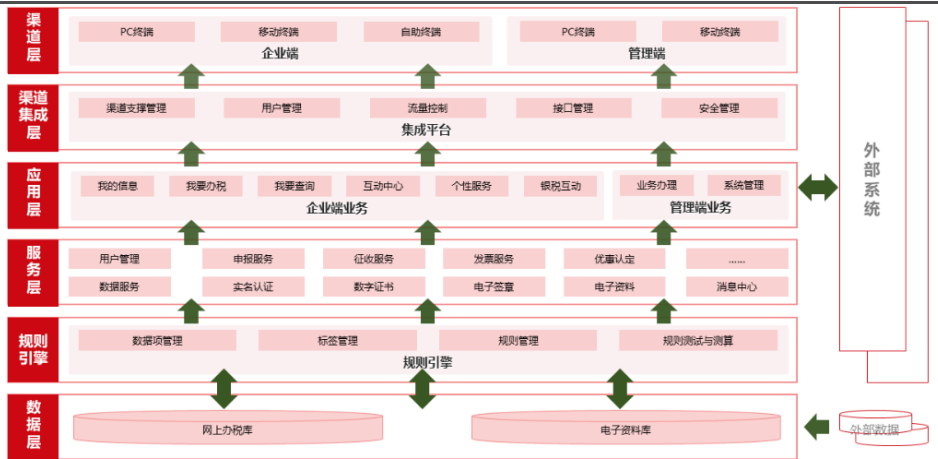 渠道层
PC终端 移动终端 自助终端
企业端
PC终端 移动终端
管理端
渠道集成层
渠道支撑管理 用户管理 流量控制 接口管理 安全管理
集成平台
应用层
我的信息 我要办税 我要查询 互动中心 个性服务 银税互动
企业端业务
业务办理 系统管理
管理端业务
服务层
用户管理 申报服务 征收服务 发票服务 优惠认定 ……
数据服务 实名认证 数字证书 电子签章 电子资料 消息中心
规则引擎
数据项管理 标签管理 规则管理 规则测试与测算
规则引擎
数据层
网上办税库 电子资料库
外部系统
外部数据